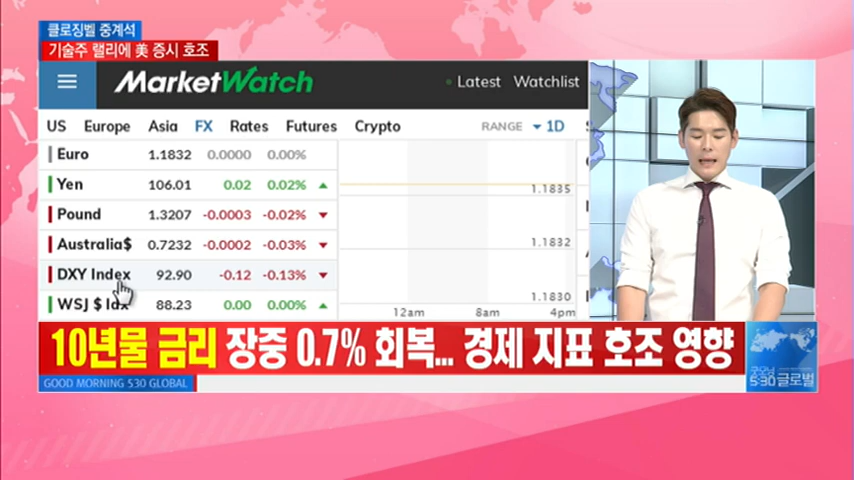 클로징벨 중계석
기술주 랠리에 美 증시 호조
MarketWatch
Latest Watchlist
US Europe Asia FX Rates Futures Crypto RANGE 1D
Euro 1.1832 0.0000 0.00%
Yen 106.01 0.02 0.02%
Pound 1.3207 -0.0003 -0.02%
Australia$ 0.7232 -0.0002 -0.03%
DXY Index 92.90 -0.12 -0.13%
WSJ $ Idx 88.23 0.00 0.00%
1.1835
1.1832
1.1830
12am 8am 4pm
10년물 금리 장중 0.7% 회복... 경제 지표 호조 영향
GOOD MORNING 530 GLOBAL
굿모닝
5:30 글로벌